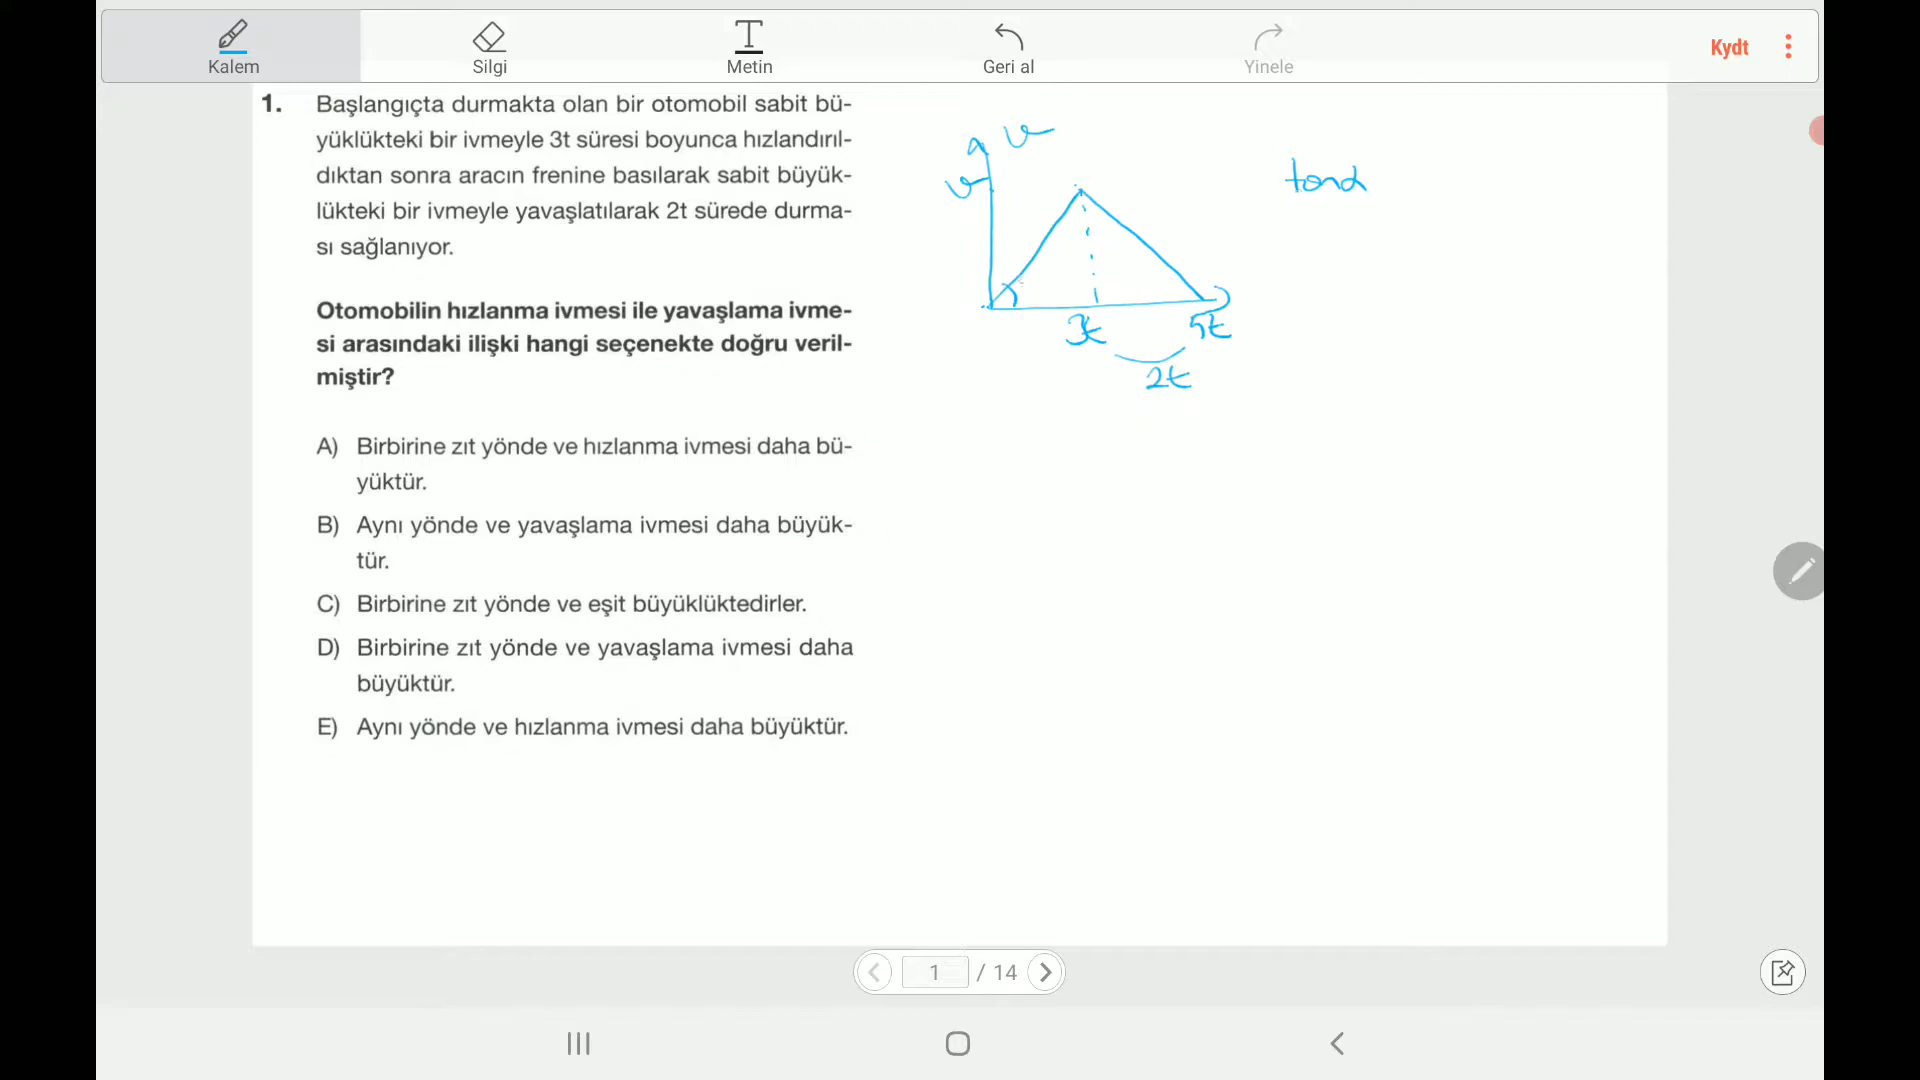 Kalem
Silgi
Metin
Geri al
Yinele
Kydt
1. Başlangıçta durmakta olan bir otomobil sabit bü-
yüklükteki bir ivmeyle 3t süresi boyunca hızlandırıl-
dıktan sonra aracın frenine basılarak sabit büyük-
lükteki bir ivmeyle yavaşlatılarak 2t sürede durma-
sı sağlanıyor.
Otomobilin hızlanma ivmesi ile yavaşlama ivme-
si arasındaki ilişki hangi seçenekte doğru veril-
miştir?
A) Birbirine zıt yönde ve hızlanma ivmesi daha bü-
yüktür.
B) Aynı yönde ve yavaşlama ivmesi daha büyük-
tür.
C) Birbirine zıt yönde ve eşit büyüklüktedirler.
D) Birbirine zıt yönde ve yavaşlama ivmesi daha
büyüktür.
E) Aynı yönde ve hızlanma ivmesi daha büyüktür.
v
v
3t
5t
2t
tanα
1 / 14